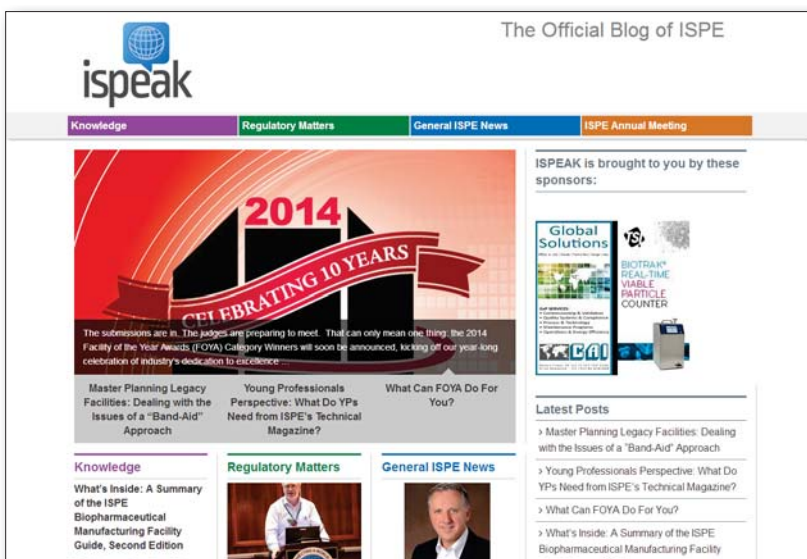 The Official Blog of ISPE
ispeak
Knowledge
Regulatory Matters
General ISPE News
ISPE Annual Meeting
2014
CELEBRATING 10 YEARS
The submissions are in. The judges are preparing to meet. That can only mean one thing: the 2014
Facility of the Year Awards (FOYA) Category Winners will soon be announced, kicking off our year-long
celebration of industry's dedication to excellence ...
Master Planning Legacy
Facilities: Dealing with the
Issues of a "Band-Aid"
Approach
Young Professionals
Perspective: What Do YPs
Need from ISPE's Technical
Magazine?
What Can FOYA Do For
You?
Knowledge
What's Inside: A Summary
of the ISPE
Biopharmaceutical
Manufacturing Facility
Guide, Second Edition
Regulatory Matters
General ISPE News
ISPEAK is brought to you by these
sponsors:
Global
Solutions
CAI
TSI
BIOTRAK®
REAL-TIME
VIABLE
PARTICLE
COUNTER
Latest Posts
› Master Planning Legacy Facilities: Dealing
with the Issues of a "Band-Aid" Approach
› Young Professionals Perspective: What Do
YPs Need from ISPE's Technical Magazine?
› What Can FOYA Do For You?
› What's Inside: A Summary of the ISPE
Biopharmaceutical Manufacturing Facility